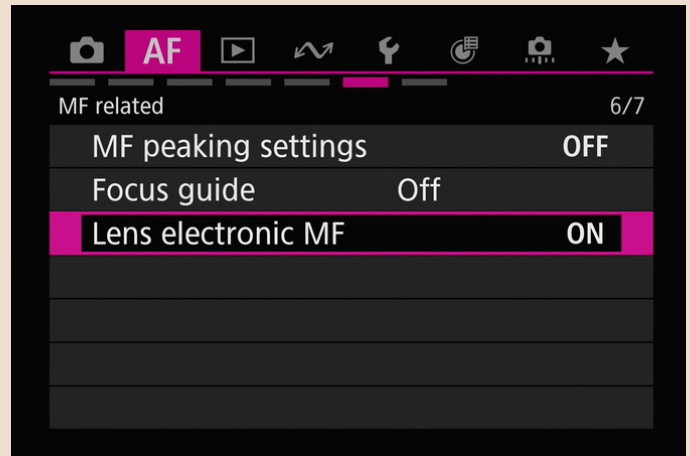 AF
MF related 6/7
MF peaking settings OFF
Focus guide Off
Lens electronic MF ON